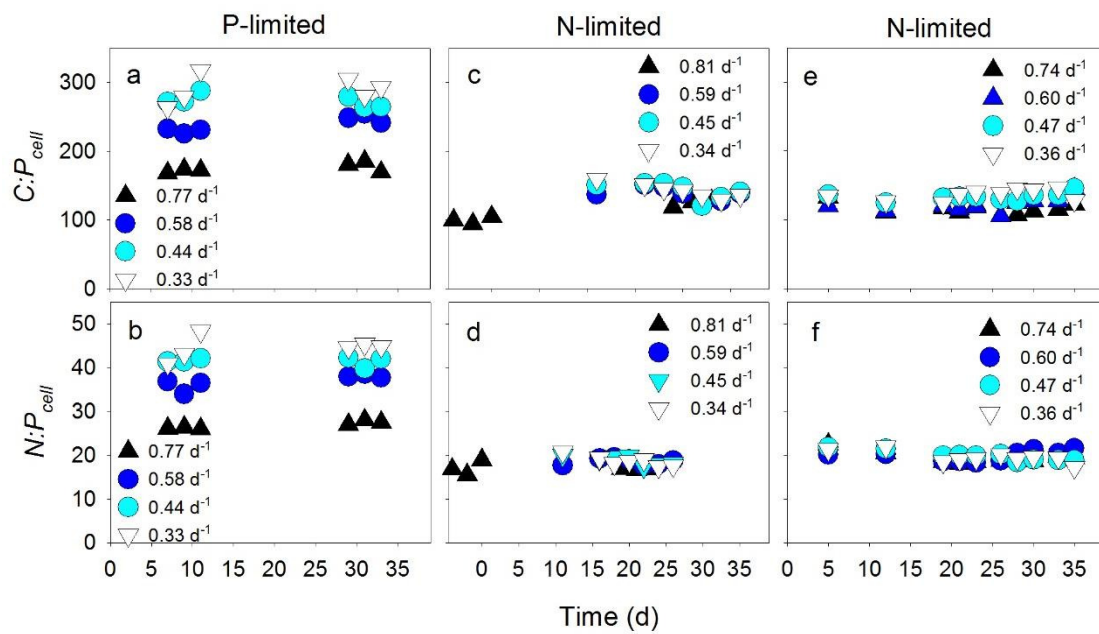 P-limited N-limited N-limited
a
300
200
100
0
C:P_cell
0.77 d⁻¹
0.58 d⁻¹
0.44 d⁻¹
0.33 d⁻¹
c
0.81 d⁻¹
0.59 d⁻¹
0.45 d⁻¹
0.34 d⁻¹
e
0.74 d⁻¹
0.60 d⁻¹
0.47 d⁻¹
0.36 d⁻¹
b
50
40
30
20
10
0
N:P_cell
0.77 d⁻¹
0.58 d⁻¹
0.44 d⁻¹
0.33 d⁻¹
d
0.81 d⁻¹
0.59 d⁻¹
0.45 d⁻¹
0.34 d⁻¹
f
0.74 d⁻¹
0.60 d⁻¹
0.47 d⁻¹
0.36 d⁻¹
0 5 10 15 20 25 30 35 0 5 10 15 20 25 30 35 0 5 10 15 20 25 30 35
Time (d)